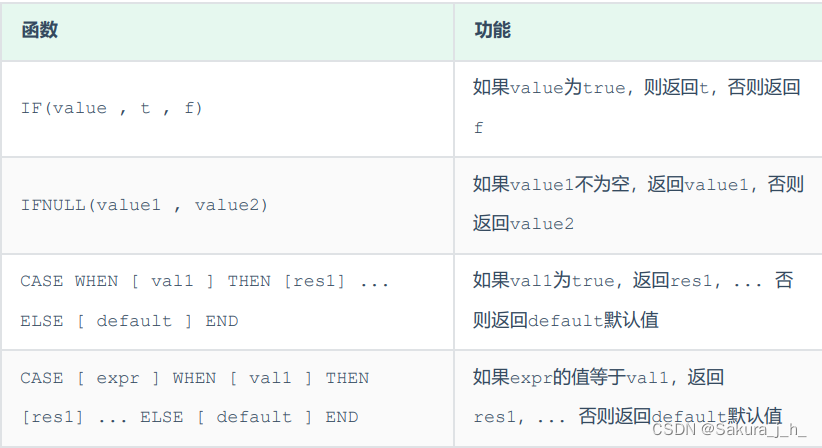 函数 功能
IF(value , t , f) 如果value为true, 则返回t, 否则返回
f
IFNULL(value1 , value2) 如果value1不为空, 返回value1, 否则
返回value2
CASE WHEN [ val1 ] THEN [res1] ... 如果val1为true, 返回res1, ... 否
ELSE [ default ] END 则返回default默认值
CASE [ expr ] WHEN [ val1 ] THEN 如果expr的值等于val1, 返回
[res1] ... ELSE [ default ] END res1, ... 否则返回default默认值
CSDN @Sakura_j_h_